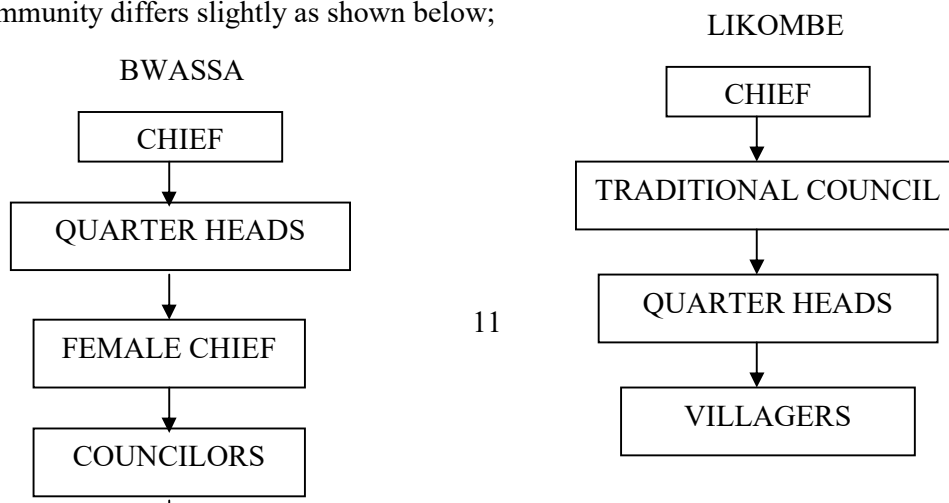 mmunity differs slightly as shown below;
BWASSA
CHIEF
QUARTER HEADS
FEMALE CHIEF
COUNCILORS
11
LIKOMBE
CHIEF
TRADITIONAL COUNCIL
QUARTER HEADS
VILLAGERS